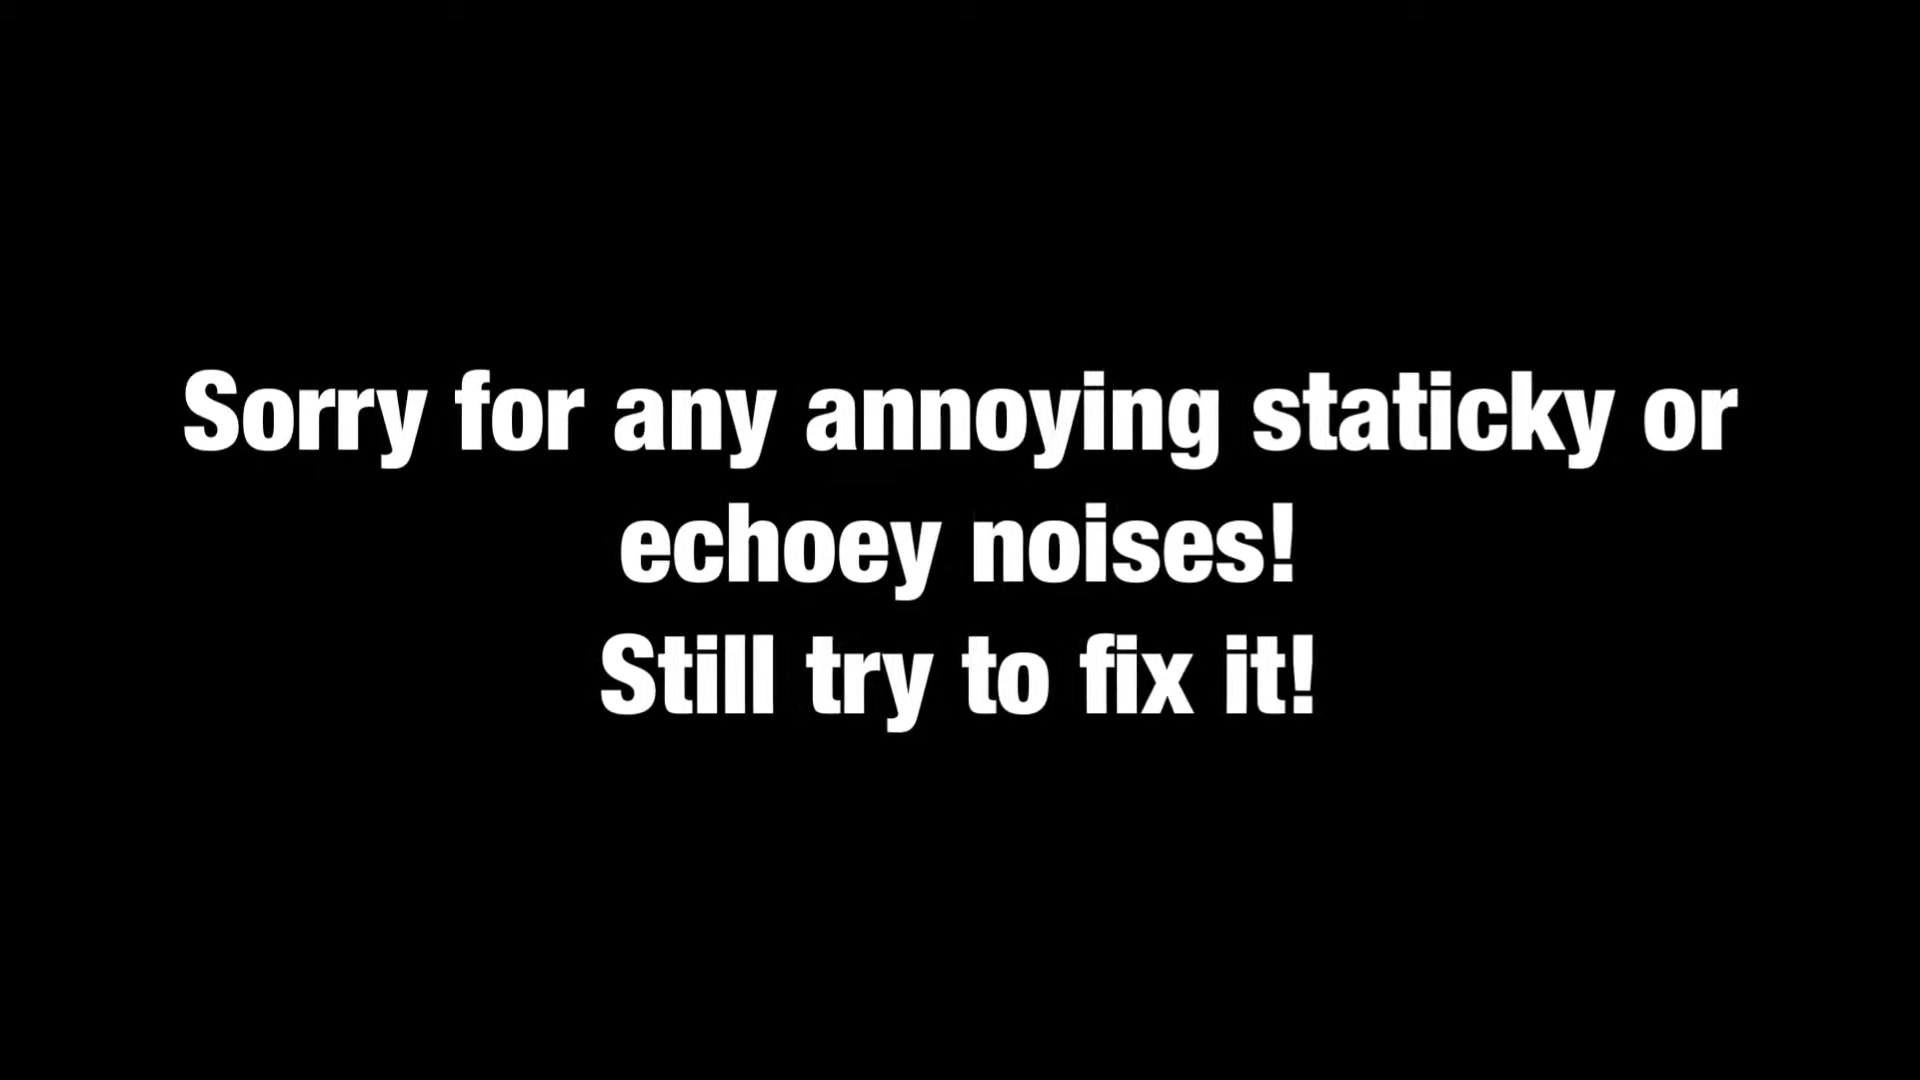 Sorry for any annoying staticky or
echoey noises!
Still try to fix it!